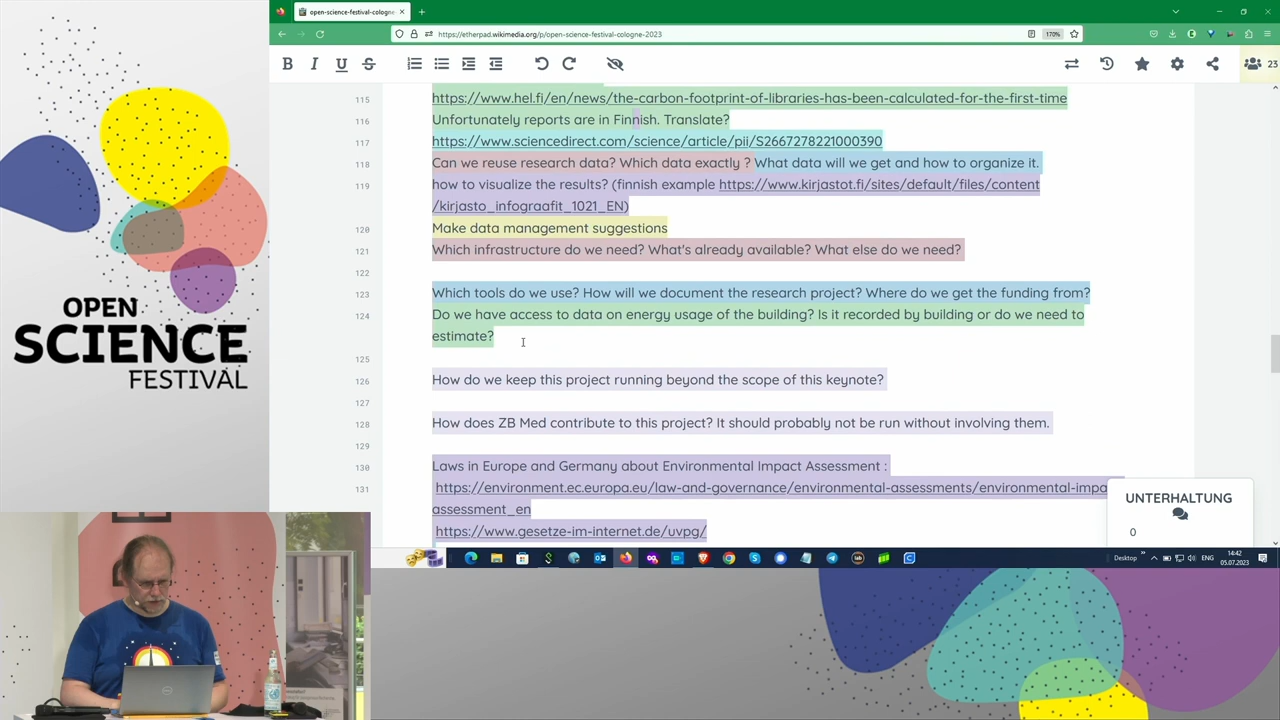 open-science-festival-cologne
https://etherpad.wikimedia.org/p/open-science-festival-cologne-2023
170%
B I U S
23
115 https://www.hel.fi/en/news/the-carbon-footprint-of-libraries-has-been-calculated-for-the-first-time
116 Unfortunately reports are in Finnish. Translate?
117 https://www.sciencedirect.com/science/article/pii/S2667278221000390
118 Can we reuse research data? Which data exactly ? What data will we get and how to organize it.
119 how to visualize the results? (finnish example https://www.kirjastot.fi/sites/default/files/content
/kirjasto_infograafit_1021_EN)
120 Make data management suggestions
121 Which infrastructure do we need? What's already available? What else do we need?
122
123 Which tools do we use? How will we document the research project? Where do we get the funding from?
124 Do we have access to data on energy usage of the building? Is it recorded by building or do we need to
estimate?
125
126 How do we keep this project running beyond the scope of this keynote?
127
128 How does ZB Med contribute to this project? It should probably not be run without involving them.
129
130 Laws in Europe and Germany about Environmental Impact Assessment :
131 https://environment.ec.europa.eu/law-and-governance/environmental-assessments/environmental-impa
assessment_en
https://www.gesetze-im-internet.de/uvpg/
UNTERHALTUNG
0
Desktop
ENG
14:42
05.07.2023
OPEN
SCIENCE
FESTIVAL
DELL